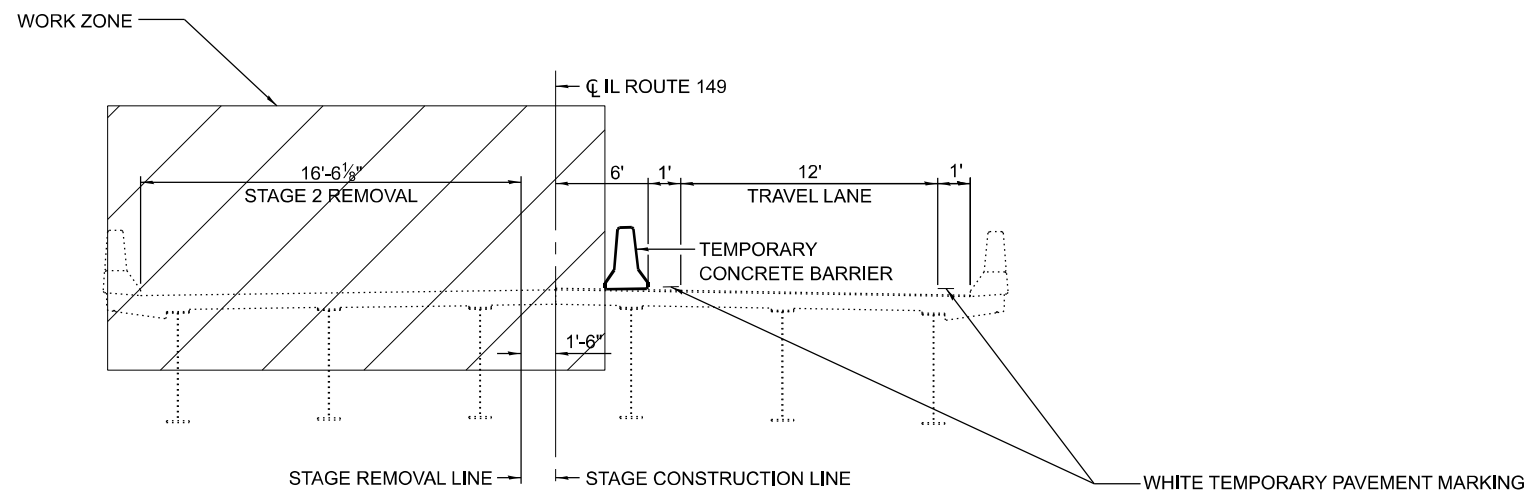 WORK ZONE
℄ IL ROUTE 149
16'-6⅛"
STAGE 2 REMOVAL
6'
1'
12'
TRAVEL LANE
1'
TEMPORARY
CONCRETE BARRIER
1'-6"
STAGE REMOVAL LINE
STAGE CONSTRUCTION LINE
WHITE TEMPORARY PAVEMENT MARKING